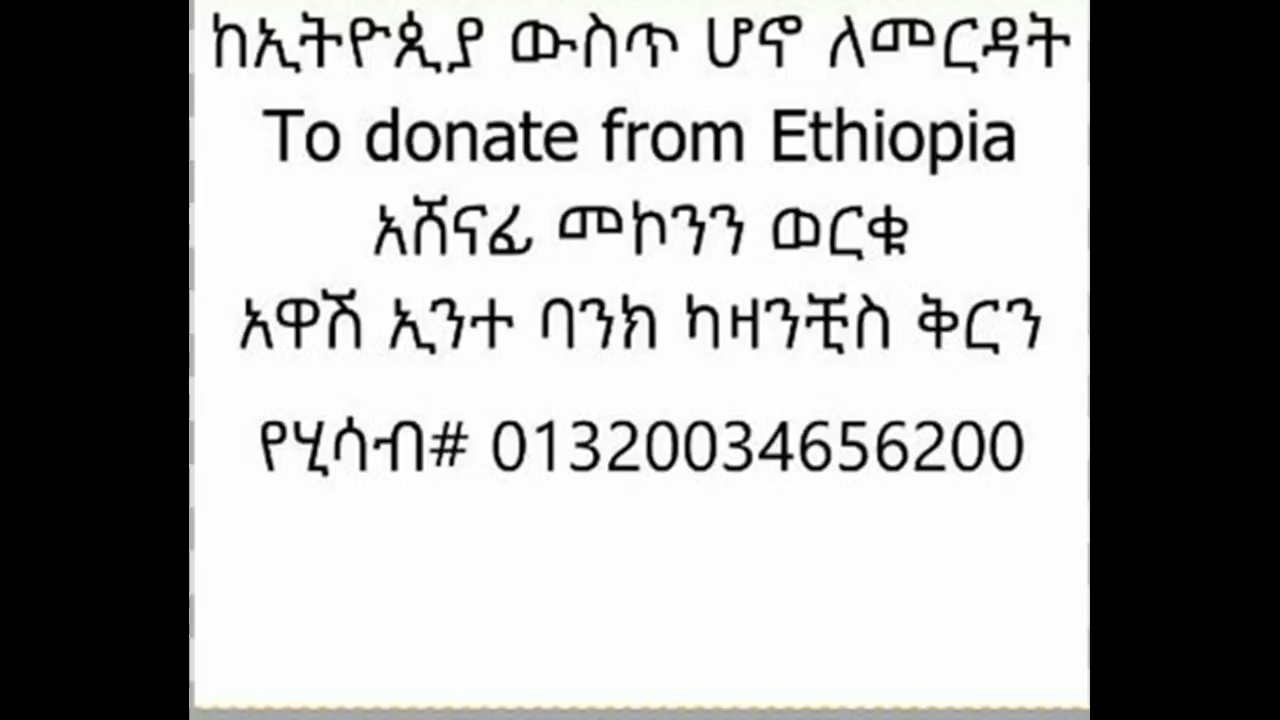 ከኢትዮጲያ ውስጥ ሆኖ ለመርዳት
To donate from Ethiopia
አሸናፊ መኮንን ወርቁ
አዋሽ ኢንተ ባንክ ካዛንቺስ ቅርን
የሂሳብ# 01320034656200